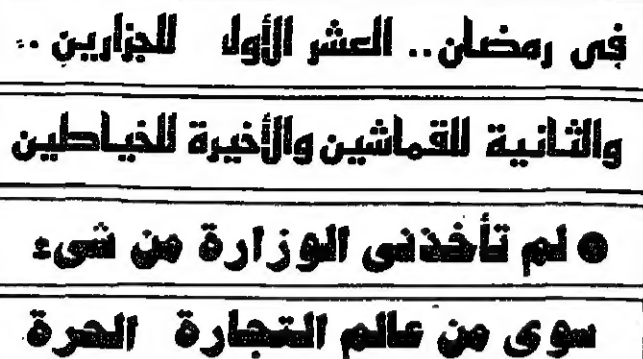 فى رمضان .. العشر الأولى للجزارين ..
والثانية للقماشين والأخيرة للخياطين
● لم تأخذنى الوزارة من شىء
سوى من عالم التجارة الحرة